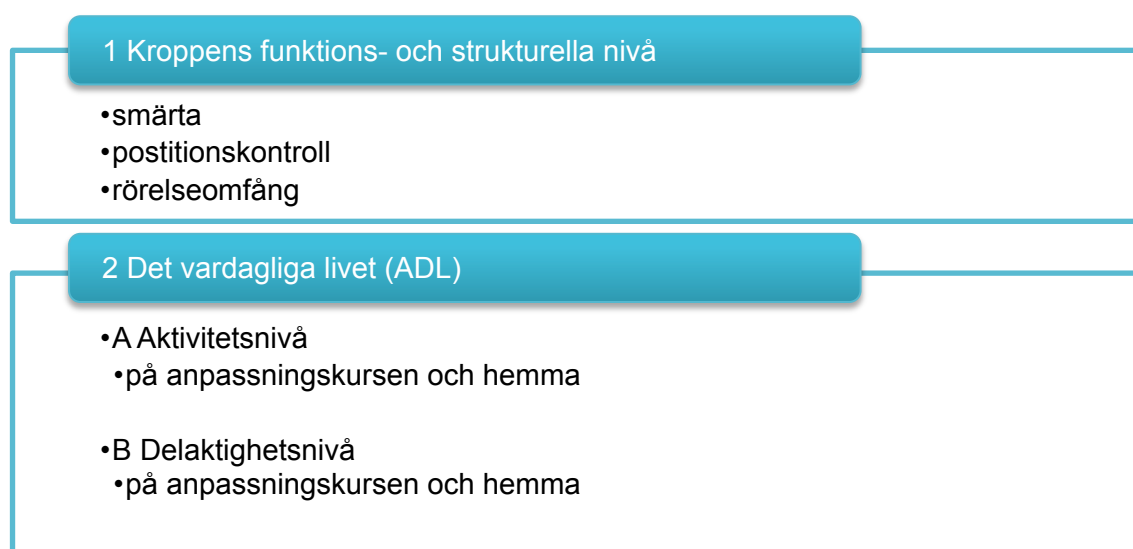 1 Kroppens funktions- och strukturella nivå
•smärta
•postitionskontroll
•rörelseomfång
2 Det vardagliga livet (ADL)
•A Aktivitetsnivå
•på anpassningskursen och hemma
•B Delaktighetsnivå
•på anpassningskursen och hemma